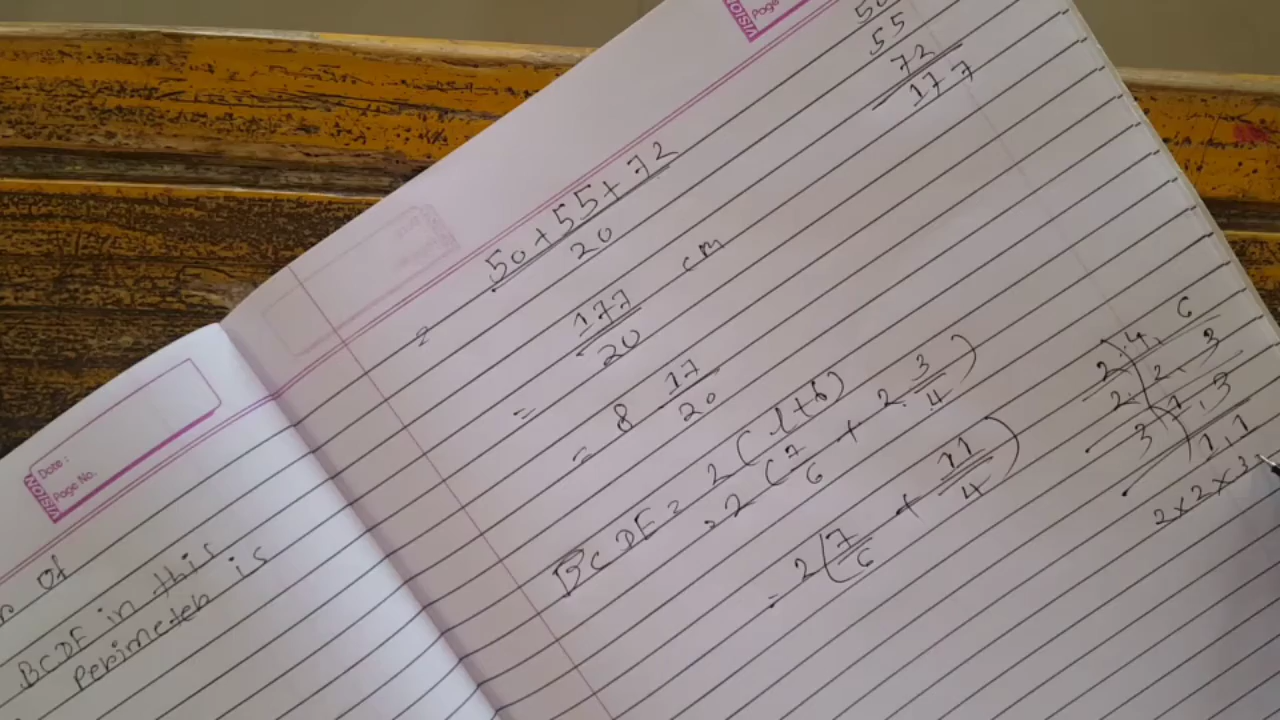 VISION
Page
50
55
72
177
50 + 55 + 72
= 20
177 cm
= 20
= 8 17
20
BCDE = 2 (l+b)
= 2 (7/6 + 2 3/4)
= 2 (7/6 + 11/4)
2 4, 6
2 2, 3
3 1, 3
1, 1
2 x 2 x 3
Date :
Page No.
VISION
of
BCDE in this
Perimeter is